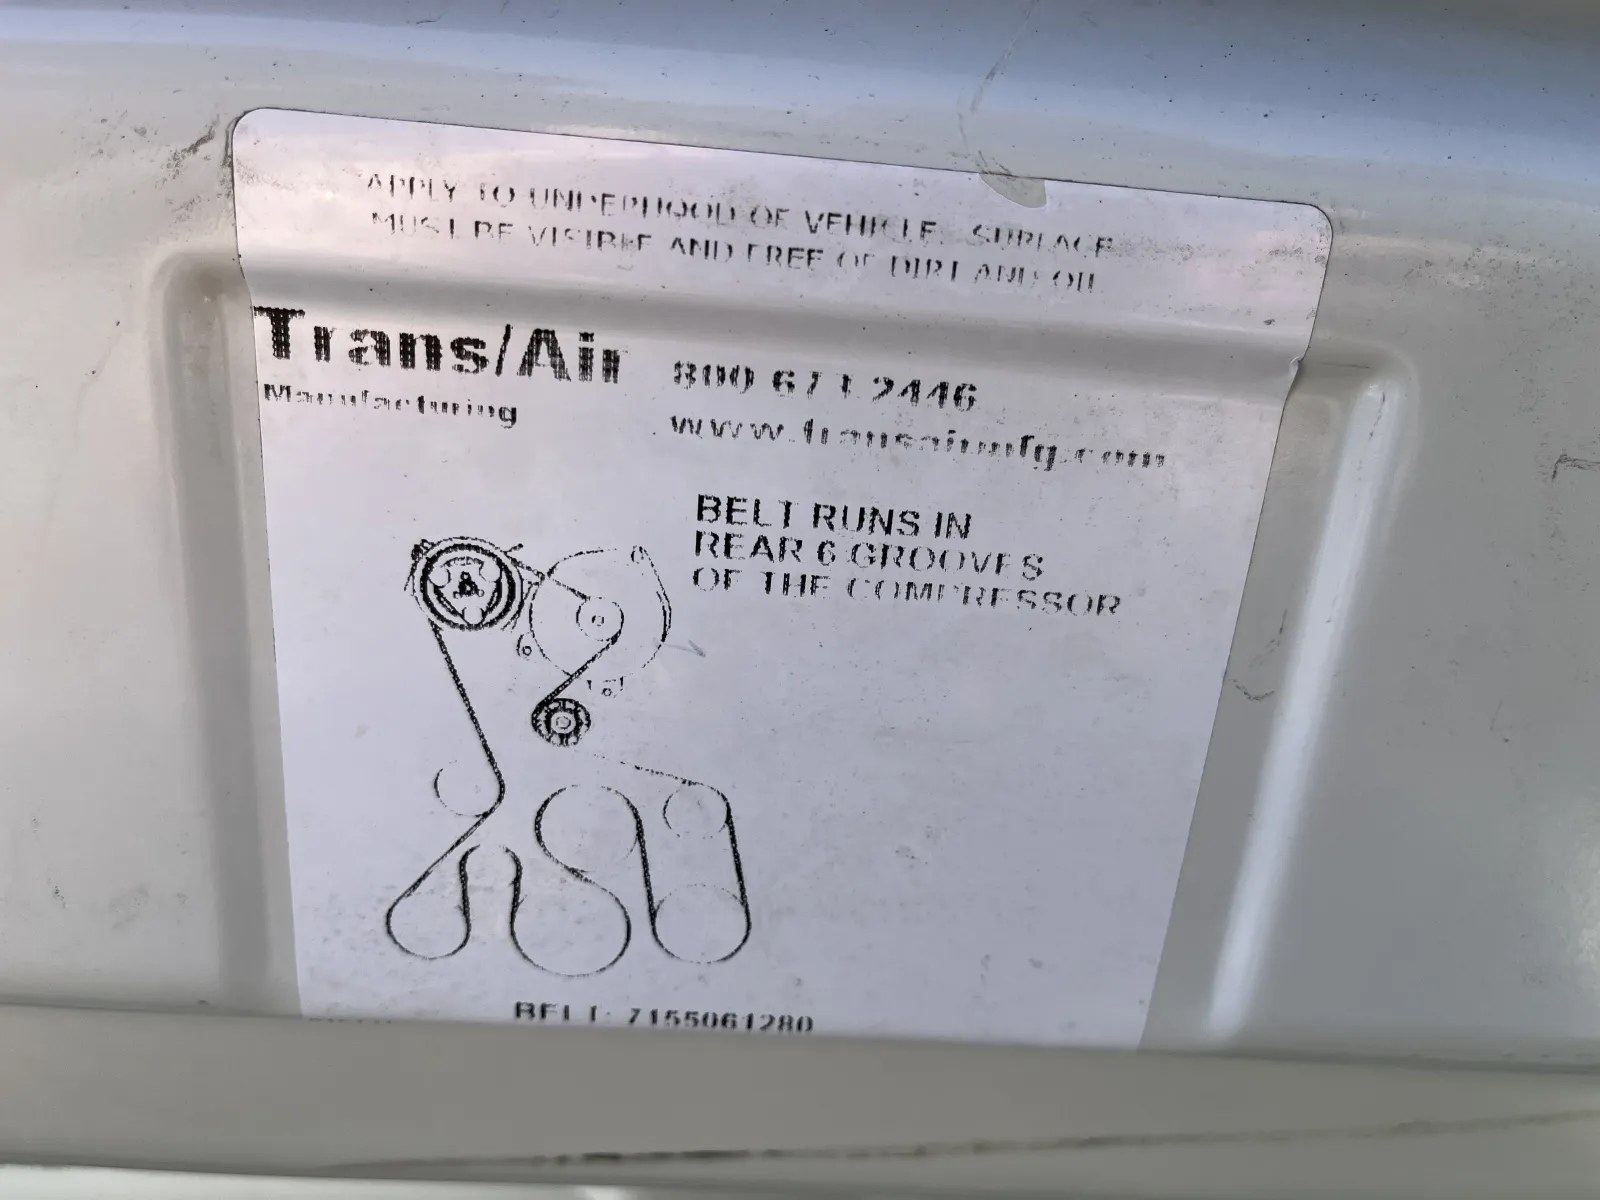 APPLY TO UNDERHOOD OF VEHICLE. SURFACE
MUST BE VISIBLE AND FREE OF DIRT AND OIL
Trans/Air
Manufacturing
800 673 2446
www.transairmfg.com
BELT RUNS IN
REAR 6 GROOVES
OF THE COMPRESSOR
BELT: 7155061280